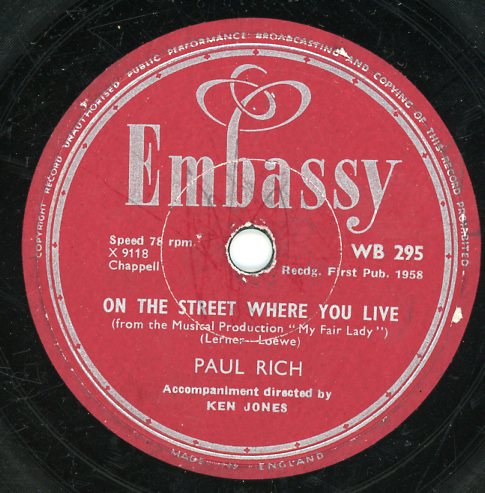 COPYRIGHT RECORD UNAUTHORISED PUBLIC PERFORMANCE BROADCASTING AND COPYING OF THIS RECORD PROHIBITED
Embassy
Speed 78 rpm.
X 9118
Chappell
WB 295
Recdg. First Pub. 1958
ON THE STREET WHERE YOU LIVE
(from the Musical Production "My Fair Lady")
(Lerner—Loewe)
PAUL RICH
Accompaniment directed by
KEN JONES
MADE IN ENGLAND